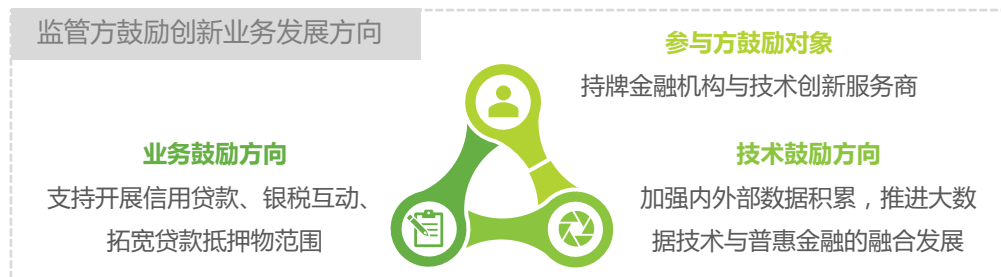 监管方鼓励创新业务发展方向
参与方鼓励对象
持牌金融机构与技术创新服务商
业务鼓励方向
支持开展信用贷款、银税互动、
拓宽贷款抵押物范围
技术鼓励方向
加强内外部数据积累，推进大数
据技术与普惠金融的融合发展